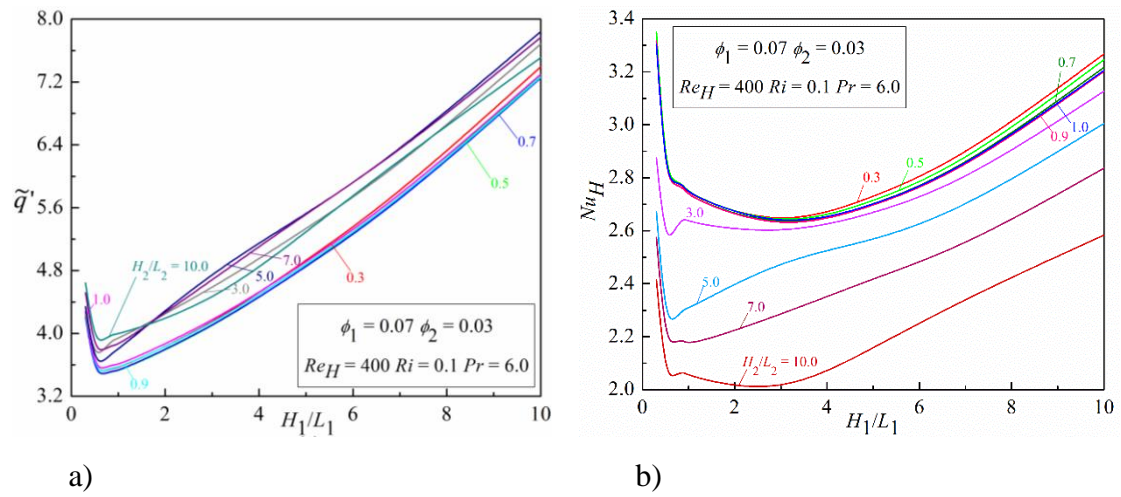 8.0
7.2
6.4
5.6
4.8
4.0
3.2
q̃'
0 2 4 6 8 10
H₁/L₁
H₂/L₂ = 10.0
7.0
5.0
3.0
1.0
0.9
0.7
0.5
0.3
ϕ₁ = 0.07 ϕ₂ = 0.03
Re_H = 400 Ri = 0.1 Pr = 6.0
a)
3.4
3.2
3.0
2.8
2.6
2.4
2.2
2.0
Nu_H
0 2 4 6 8 10
H₁/L₁
ϕ₁ = 0.07 ϕ₂ = 0.03
Re_H = 400 Ri = 0.1 Pr = 6.0
0.7
1.0
0.9
0.5
0.3
3.0
5.0
7.0
H₂/L₂ = 10.0
b)